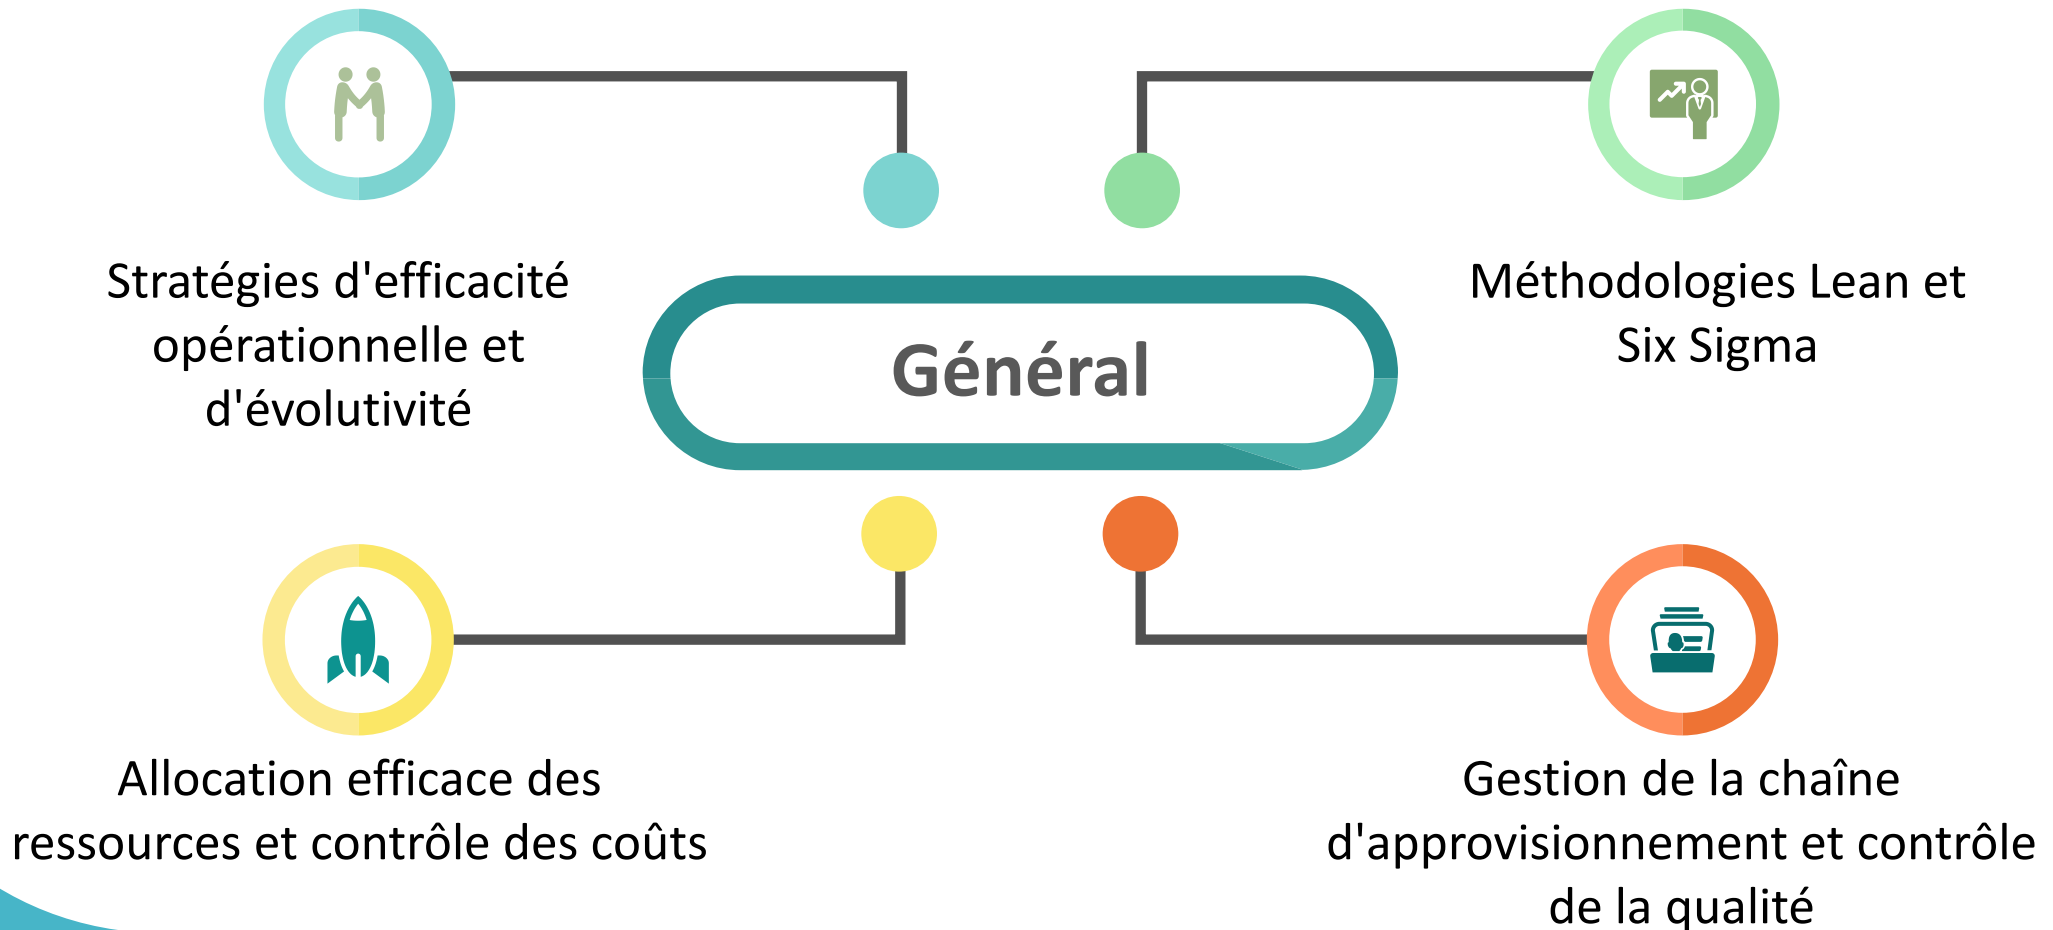 Stratégies d'efficacité
opérationnelle et
d'évolutivité
Méthodologies Lean et
Six Sigma
Général
Allocation efficace des
ressources et contrôle des coûts
Gestion de la chaîne
d'approvisionnement et contrôle
de la qualité